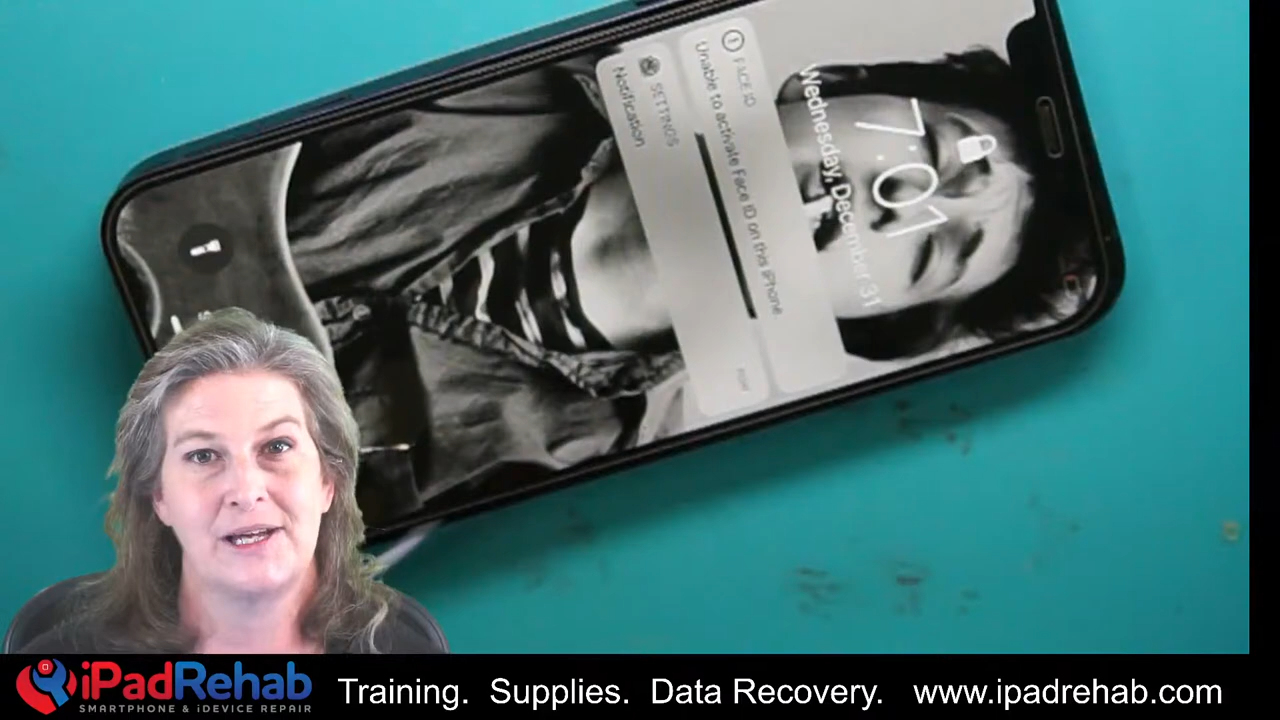 7:01
Wednesday, December 31
FACE ID
Unable to activate Face ID on this iPhone
SETTINGS
Notification
now
iPadRehab
SMARTPHONE & iDEVICE REPAIR
Training. Supplies. Data Recovery. www.ipadrehab.com